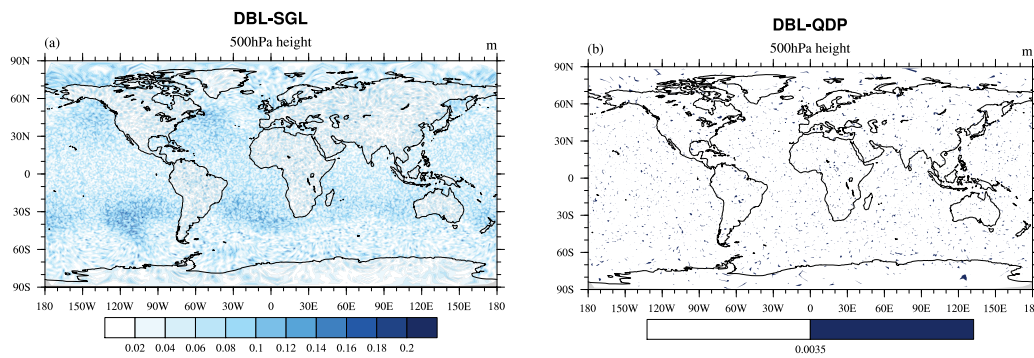 DBL-SGL
(a) 500hPa height m
90N
60N
30N
0
30S
60S
90S
180 150W 120W 90W 60W 30W 0 30E 60E 90E 120E 150E 180
0.02 0.04 0.06 0.08 0.1 0.12 0.14 0.16 0.18 0.2
DBL-QDP
(b) 500hPa height m
90N
60N
30N
0
30S
60S
90S
180 150W 120W 90W 60W 30W 0 30E 60E 90E 120E 150E 18
0.0035